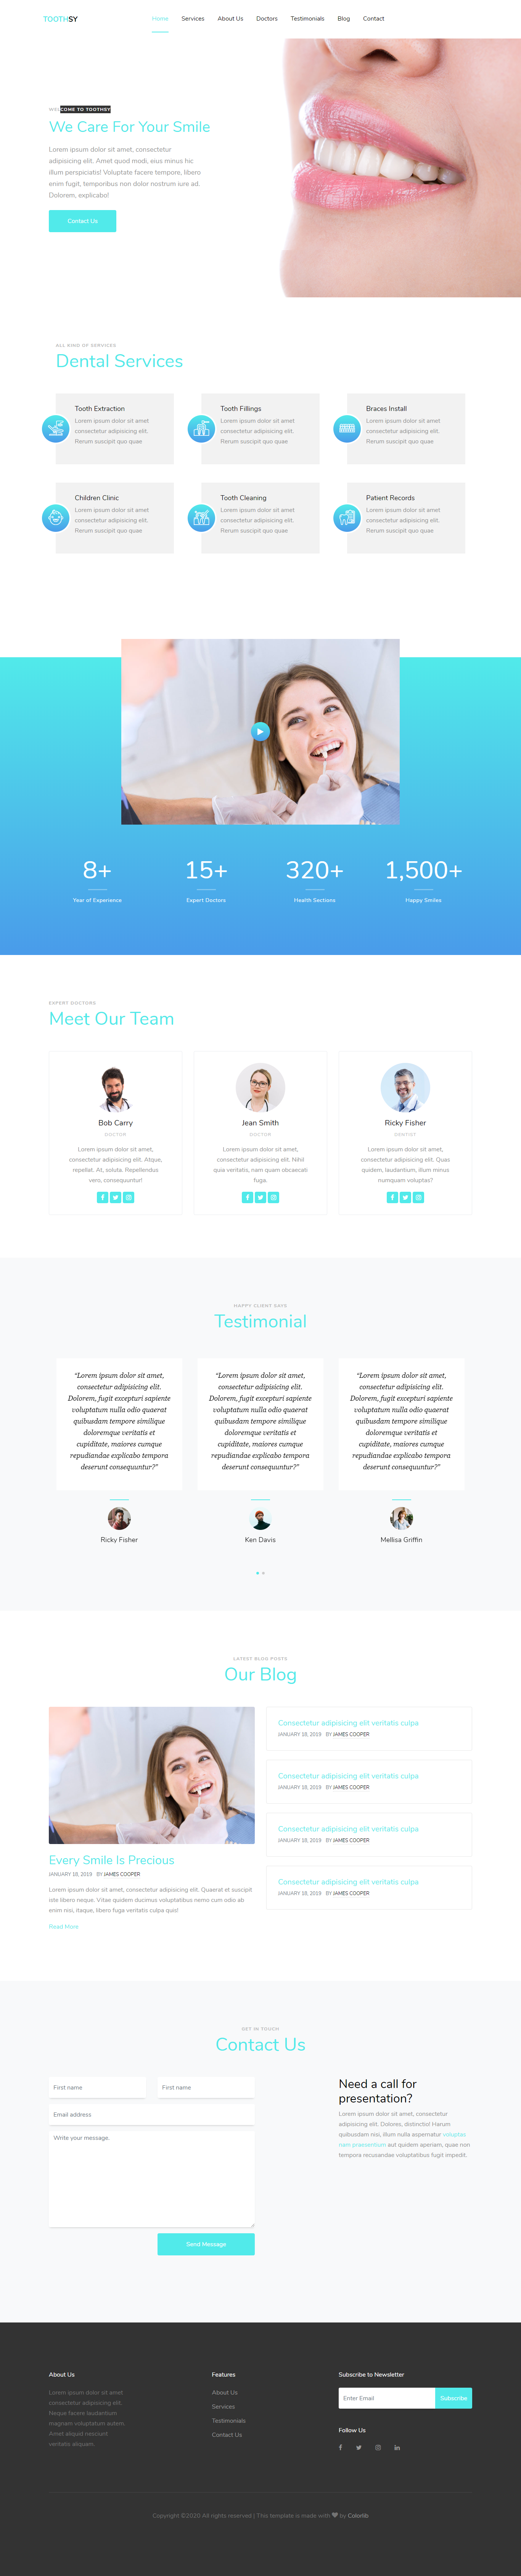 TOOTHSY
Home Services About Us Doctors Testimonials Blog Contact
WELCOME TO TOOTHSY
We Care For Your Smile
Lorem ipsum dolor sit amet, consectetur
adipisicing elit. Amet quod modi, eius minus hic
illum perspiciatis! Voluptate facere tempore, libero
enim fugit, temporibus non dolor nostrum iure ad.
Dolorem, explicabo!
Contact Us
ALL KIND OF SERVICES
Dental Services
Tooth Extraction
Lorem ipsum dolor sit amet
consectetur adipisicing elit.
Rerum suscipit quo quae
Tooth Fillings
Lorem ipsum dolor sit amet
consectetur adipisicing elit.
Rerum suscipit quo quae
Braces Install
Lorem ipsum dolor sit amet
consectetur adipisicing elit.
Rerum suscipit quo quae
Children Clinic
Lorem ipsum dolor sit amet
consectetur adipisicing elit.
Rerum suscipit quo quae
Tooth Cleaning
Lorem ipsum dolor sit amet
consectetur adipisicing elit.
Rerum suscipit quo quae
Patient Records
Lorem ipsum dolor sit amet
consectetur adipisicing elit.
Rerum suscipit quo quae
8+
Year of Experience
15+
Expert Doctors
320+
Health Sections
1,500+
Happy Smiles
EXPERT DOCTORS
Meet Our Team
Bob Carry
DOCTOR
Lorem ipsum dolor sit amet,
consectetur adipisicing elit. Atque,
repellat. At, soluta. Repellendus
vero, consequuntur!
Jean Smith
DOCTOR
Lorem ipsum dolor sit amet,
consectetur adipisicing elit. Nihil
quia veritatis, nam quam obcaecati
fuga.
Ricky Fisher
DENTIST
Lorem ipsum dolor sit amet,
consectetur adipisicing elit. Quas
quidem, laudantium, illum minus
numquam voluptas?
HAPPY CLIENT SAYS
Testimonial
“Lorem ipsum dolor sit amet,
consectetur adipisicing elit.
Dolorem, fugit excepturi sapiente
voluptatum nulla odio quaerat
quibusdam tempore similique
doloremque veritatis et
cupiditate, maiores cumque
repudiandae explicabo tempora
deserunt consequuntur?”
Ricky Fisher
“Lorem ipsum dolor sit amet,
consectetur adipisicing elit.
Dolorem, fugit excepturi sapiente
voluptatum nulla odio quaerat
quibusdam tempore similique
doloremque veritatis et
cupiditate, maiores cumque
repudiandae explicabo tempora
deserunt consequuntur?”
Ken Davis
“Lorem ipsum dolor sit amet,
consectetur adipisicing elit.
Dolorem, fugit excepturi sapiente
voluptatum nulla odio quaerat
quibusdam tempore similique
doloremque veritatis et
cupiditate, maiores cumque
repudiandae explicabo tempora
deserunt consequuntur?”
Mellisa Griffin
LATEST BLOG POSTS
Our Blog
Every Smile Is Precious
JANUARY 18, 2019 BY JAMES COOPER
Lorem ipsum dolor sit amet, consectetur adipisicing elit. Quaerat et suscipit
iste libero neque. Vitae quidem ducimus voluptatibus nemo cum odio ab
enim nisi, itaque, libero fuga veritatis culpa quis!
Read More
Consectetur adipisicing elit veritatis culpa
JANUARY 18, 2019 BY JAMES COOPER
Consectetur adipisicing elit veritatis culpa
JANUARY 18, 2019 BY JAMES COOPER
Consectetur adipisicing elit veritatis culpa
JANUARY 18, 2019 BY JAMES COOPER
Consectetur adipisicing elit veritatis culpa
JANUARY 18, 2019 BY JAMES COOPER
GET IN TOUCH
Contact Us
First name
First name
Email address
Write your message.
Send Message
Need a call for
presentation?
Lorem ipsum dolor sit amet, consectetur
adipisicing elit. Dolores, distinctio! Harum
quibusdam nisi, illum nulla aspernatur voluptas
nam praesentium aut quidem aperiam, quae non
tempora recusandae voluptatibus fugit impedit.
About Us
Lorem ipsum dolor sit amet
consectetur adipisicing elit.
Neque facere laudantium
magnam voluptatum autem.
Amet aliquid nesciunt
veritatis aliquam.
Features
About Us
Services
Testimonials
Contact Us
Subscribe to Newsletter
Enter Email
Subscribe
Follow Us
Copyright ©2020 All rights reserved | This template is made with by Colorlib